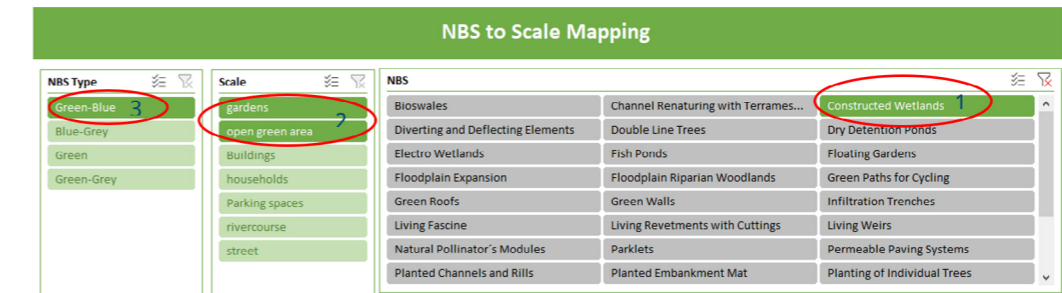 NBS to Scale Mapping
NBS Type
Green-Blue 3
Blue-Grey
Green
Green-Grey
Scale
gardens
open green area 2
Buildings
households
Parking spaces
rivercourse
street
NBS
Bioswales Channel Renaturing with Terrames... Constructed Wetlands 1
Diverting and Deflecting Elements Double Line Trees Dry Detention Ponds
Electro Wetlands Fish Ponds Floating Gardens
Floodplain Expansion Floodplain Riparian Woodlands Green Paths for Cycling
Green Roofs Green Walls Infiltration Trenches
Living Fascine Living Revetments with Cuttings Living Weirs
Natural Pollinator´s Modules Parklets Permeable Paving Systems
Planted Channels and Rills Planted Embankment Mat Planting of Individual Trees